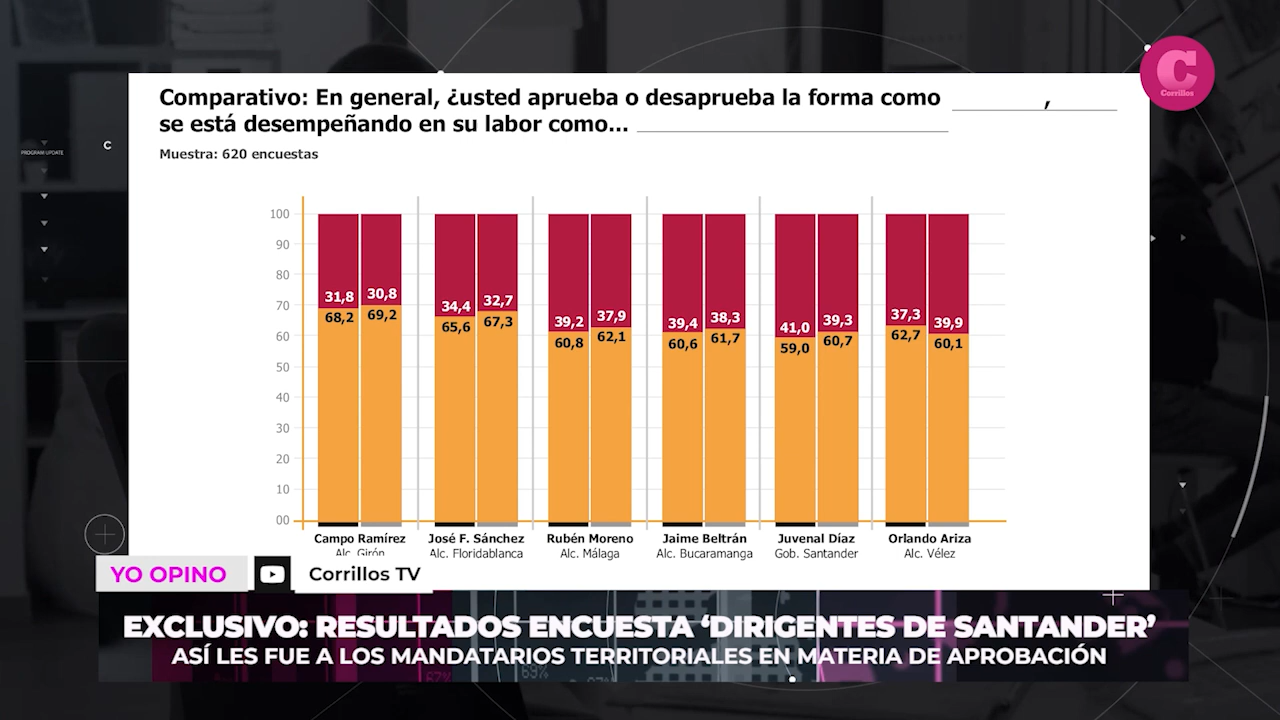 Comparativo: En general, ¿usted aprueba o desaprueba la forma como ________,________
se está desempeñando en su labor como... ________________
Muestra: 620 encuestas
C
Corrillos
PROGRAM UPDATE
C
100
90
80
70
60
50
40
30
20
10
00
31,8 30,8 34,4 32,7 39,2 37,9 39,4 38,3 41,0 39,3 37,3 39,9
68,2 69,2 65,6 67,3 60,8 62,1 60,6 61,7 59,0 60,7 62,7 60,1
Campo Ramírez José F. Sánchez Rubén Moreno Jaime Beltrán Juvenal Díaz Orlando Ariza
Alc. Girón Alc. Floridablanca Alc. Málaga Alc. Bucaramanga Gob. Santander Alc. Vélez
YO OPINO Corrillos TV
EXCLUSIVO: RESULTADOS ENCUESTA ‘DIRIGENTES DE SANTANDER’
ASÍ LES FUE A LOS MANDATARIOS TERRITORIALES EN MATERIA DE APROBACIÓN